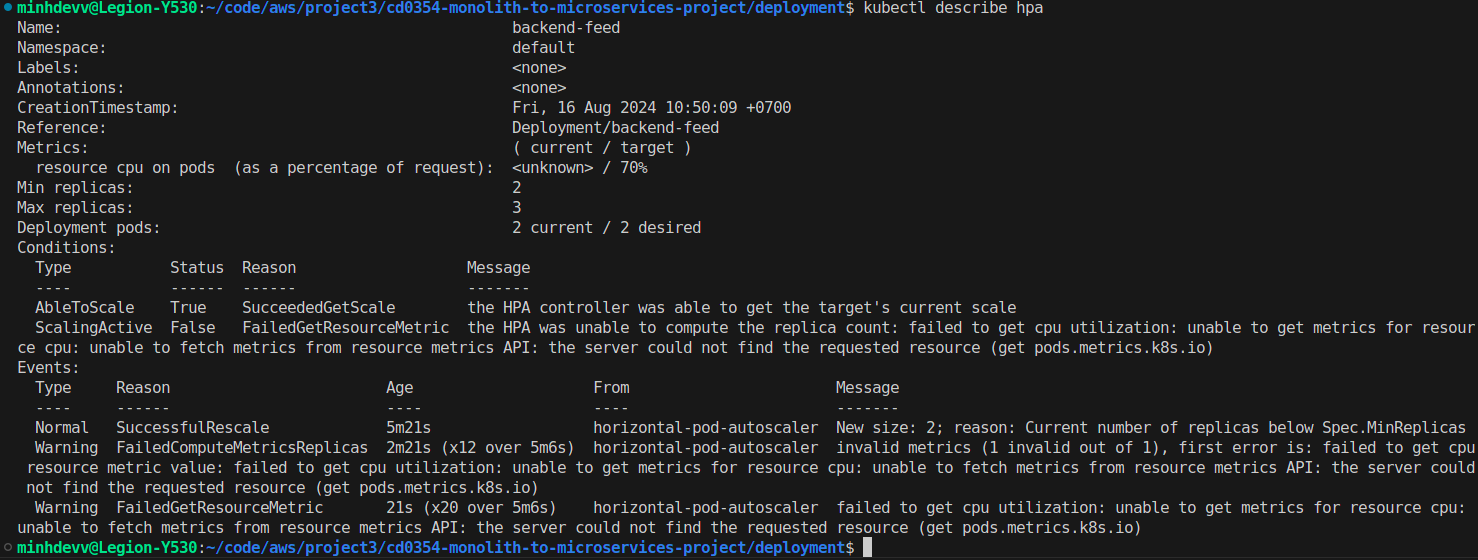 minhdevv@Legion-Y530:~/code/aws/project3/cd0354-monolith-to-microservices-project/deployment$ kubectl describe hpa
Name:                                                  backend-feed
Namespace:                                             default
Labels:                                                <none>
Annotations:                                           <none>
CreationTimestamp:                                     Fri, 16 Aug 2024 10:50:09 +0700
Reference:                                             Deployment/backend-feed
Metrics:                                               ( current / target )
  resource cpu on pods  (as a percentage of request):  <unknown> / 70%
Min replicas:                                          2
Max replicas:                                          3
Deployment pods:                                       2 current / 2 desired
Conditions:
  Type           Status  Reason                   Message
  ----           ------  ------                   -------
  AbleToScale    True    SucceededGetScale        the HPA controller was able to get the target's current scale
  ScalingActive  False   FailedGetResourceMetric  the HPA was unable to compute the replica count: failed to get cpu utilization: unable to get metrics for resour
ce cpu: unable to fetch metrics from resource metrics API: the server could not find the requested resource (get pods.metrics.k8s.io)
Events:
  Type     Reason                        Age                    From                       Message
  ----     ------                        ----                   ----                       -------
  Normal   SuccessfulRescale             5m21s                  horizontal-pod-autoscaler  New size: 2; reason: Current number of replicas below Spec.MinReplicas
  Warning  FailedComputeMetricsReplicas  2m21s (x12 over 5m6s)  horizontal-pod-autoscaler  invalid metrics (1 invalid out of 1), first error is: failed to get cpu
 resource metric value: failed to get cpu utilization: unable to get metrics for resource cpu: unable to fetch metrics from resource metrics API: the server could
 not find the requested resource (get pods.metrics.k8s.io)
  Warning  FailedGetResourceMetric       21s (x20 over 5m6s)    horizontal-pod-autoscaler  failed to get cpu utilization: unable to get metrics for resource cpu:
unable to fetch metrics from resource metrics API: the server could not find the requested resource (get pods.metrics.k8s.io)
minhdevv@Legion-Y530:~/code/aws/project3/cd0354-monolith-to-microservices-project/deployment$